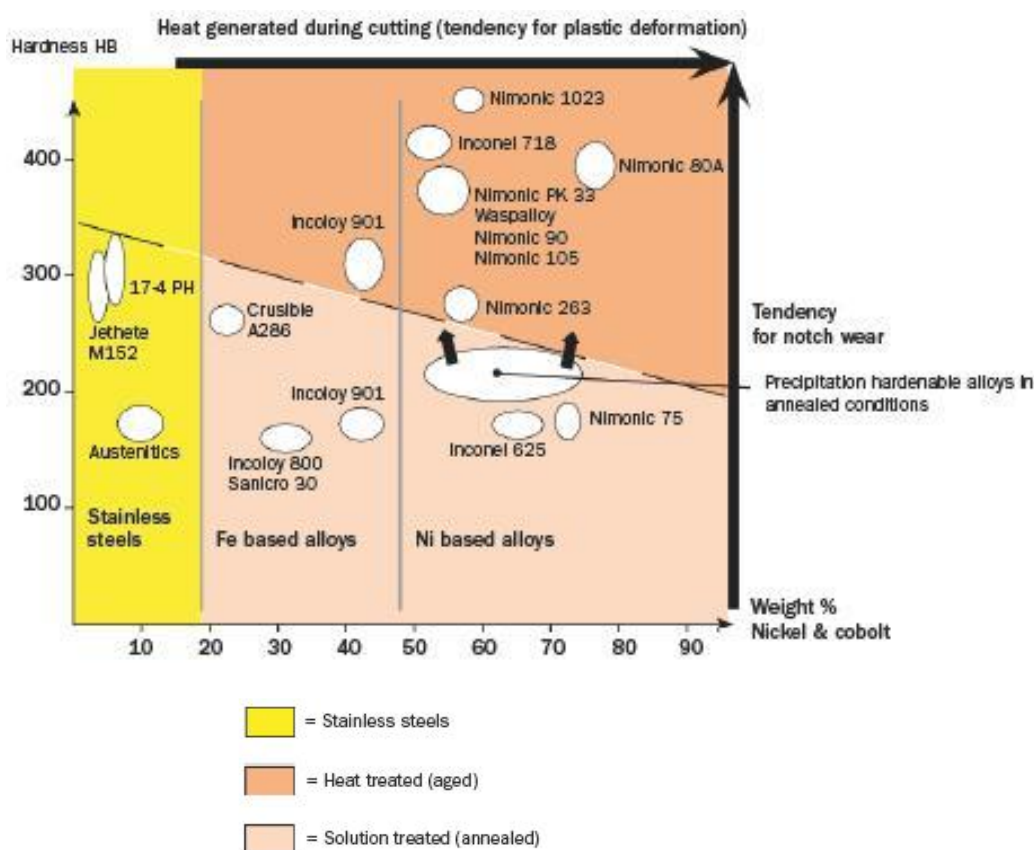 Heat generated during cutting (tendency for plastic deformation)
Hardness HB
Nimonic 1023
Inconel 718
400
Nimonic 80A
Nimonic PK 33
Waspalloy
Nimonic 90
Nimonic 105
Incoloy 901
300
17-4 PH
Nimonic 263
Crusible
A286
Jethete
M152
Tendency
for notch wear
200
Precipitation hardenable alloys in
annealed conditions
Incoloy 901
Nimonic 75
Austenitics
Inconel 625
Incoloy 800
Sanicro 30
100
Stainless
steels
Fe based alloys
Ni based alloys
Weight %
Nickel & cobolt
10 20 30 40 50 60 70 80 90
= Stainless steels
= Heat treated (aged)
= Solution treated (annealed)